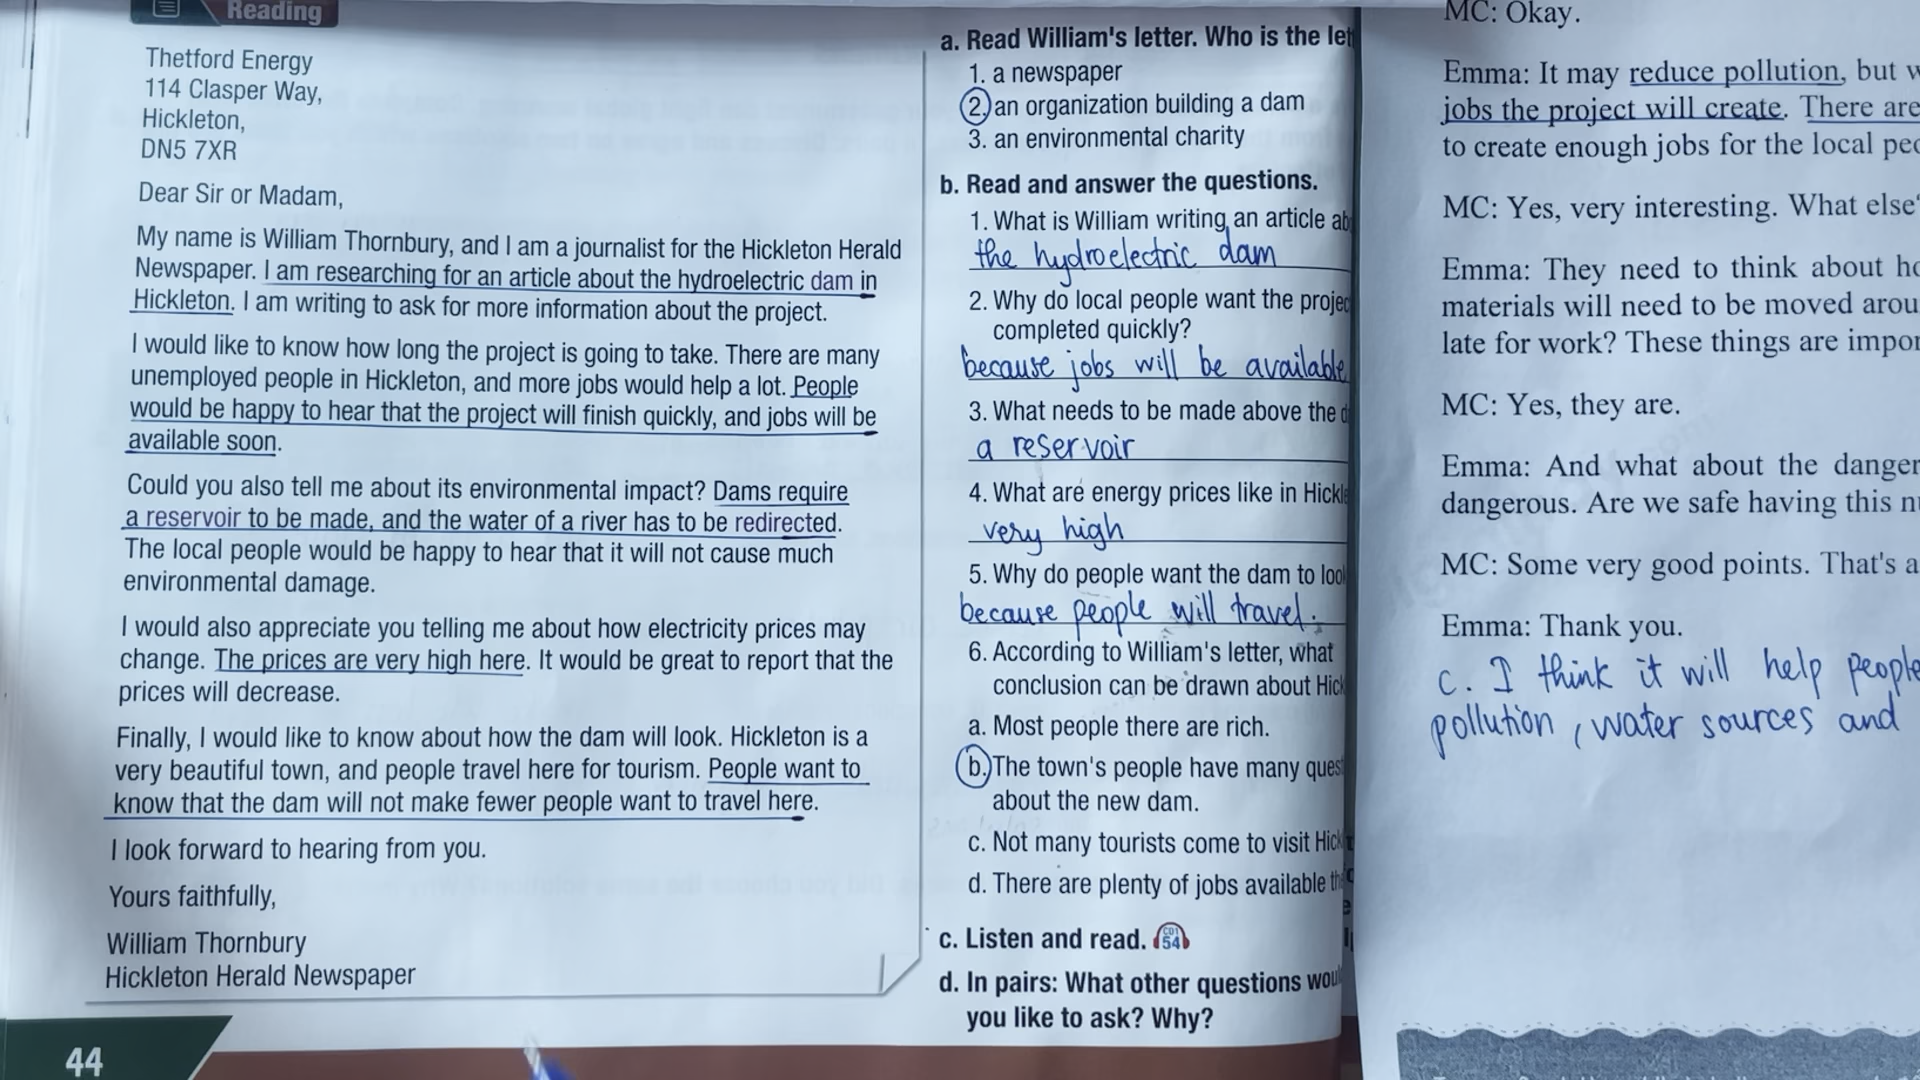 Reading
Thetford Energy
114 Clasper Way,
Hickleton,
DN5 7XR
Dear Sir or Madam,
My name is William Thornbury, and I am a journalist for the Hickleton Herald
Newspaper. I am researching for an article about the hydroelectric dam in
Hickleton. I am writing to ask for more information about the project.
I would like to know how long the project is going to take. There are many
unemployed people in Hickleton, and more jobs would help a lot. People
would be happy to hear that the project will finish quickly, and jobs will be
available soon.
Could you also tell me about its environmental impact? Dams require
a reservoir to be made, and the water of a river has to be redirected.
The local people would be happy to hear that it will not cause much
environmental damage.
I would also appreciate you telling me about how electricity prices may
change. The prices are very high here. It would be great to report that the
prices will decrease.
Finally, I would like to know about how the dam will look. Hickleton is a
very beautiful town, and people travel here for tourism. People want to
know that the dam will not make fewer people want to travel here.
I look forward to hearing from you.
Yours faithfully,
William Thornbury
Hickleton Herald Newspaper
44
a. Read William's letter. Who is the
1. a newspaper
2. an organization building a dam
3. an environmental charity
b. Read and answer the questions.
1. What is William writing an article
the hydroelectric dam
2. Why do local people want the
completed quickly?
because jobs will be available
3. What needs to be made above the
a reservoir
4. What are energy prices like in
very high
5. Why do people want the dam to
because people will travel.
6. According to William's letter, what
conclusion can be drawn about
a. Most people there are rich.
b. The town's people have many
about the new dam.
c. Not many tourists come to visit
d. There are plenty of jobs available
c. Listen and read. CD1 54
d. In pairs: What other questions
you like to ask? Why?
MC: Okay.
Emma: It may reduce pollution, but
jobs the project will create. There are
to create enough jobs for the local
MC: Yes, very interesting. What else
Emma: They need to think about
materials will need to be moved
late for work? These things are
MC: Yes, they are.
Emma: And what about the
dangerous. Are we safe having this
MC: Some very good points. That's a
Emma: Thank you.
c. I think it will help people
pollution, water sources and